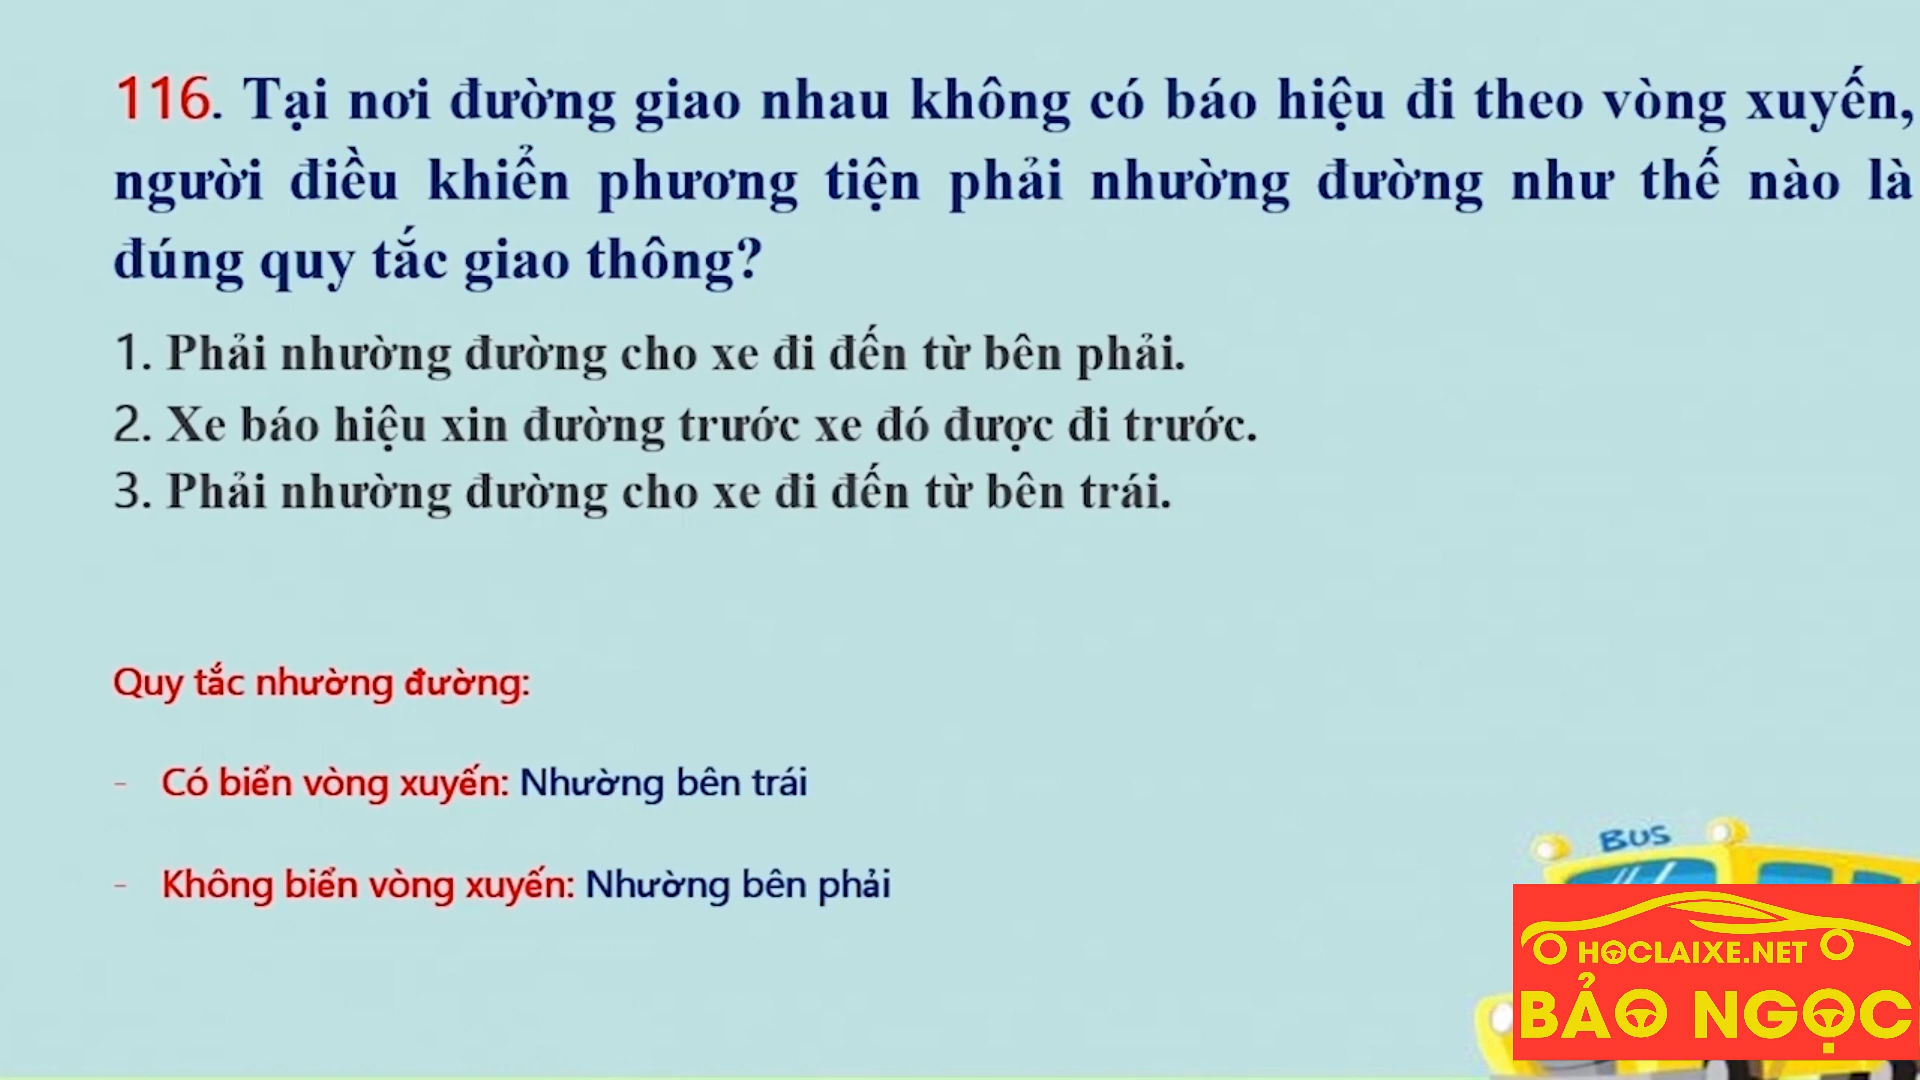 116. Tại nơi đường giao nhau không có báo hiệu đi theo vòng xuyến,
người điều khiển phương tiện phải nhường đường như thế nào là
đúng quy tắc giao thông?
1. Phải nhường đường cho xe đi đến từ bên phải.
2. Xe báo hiệu xin đường trước xe đó được đi trước.
3. Phải nhường đường cho xe đi đến từ bên trái.
Quy tắc nhường đường:
- Có biển vòng xuyến: Nhường bên trái
- Không biển vòng xuyến: Nhường bên phải
BUS
HỌCLAIXE.NET
BẢO NGỌC